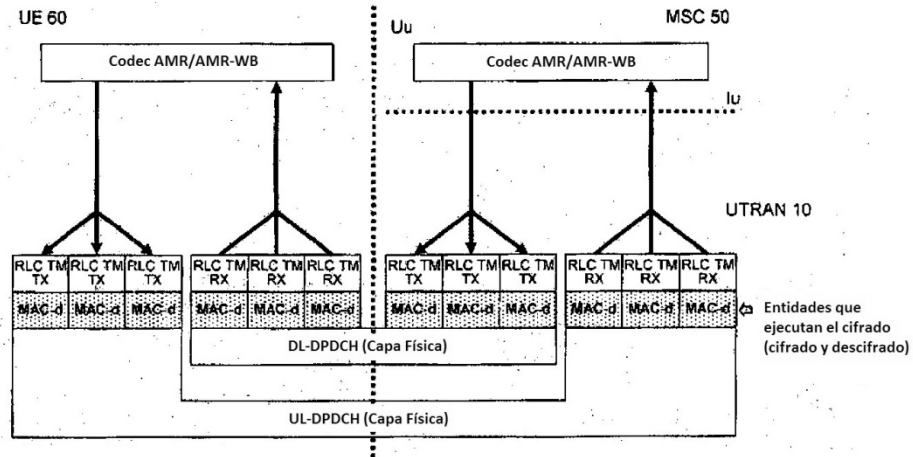 UE 60
Uu
MSC 50
Codec AMR/AMR-WB
Codec AMR/AMR-WB
Iu
UTRAN 10
RLC TM RLC TM RLC TM
TX TX TX
RLC TM RLC TM RLC TM
RX RX RX
RLC TM RLC TM RLC TM
TX TX TX
RLC TM RLC TM RLC TM
RX RX RX
MAC-d MAC-d MAC-d
MAC-d MAC-d MAC-d
MAC-d MAC-d MAC-d
MAC-d MAC-d MAC-d
Entidades que
ejecutan el cifrado
(cifrado y descifrado)
DL-DPDCH (Capa Física)
UL-DPDCH (Capa Física)